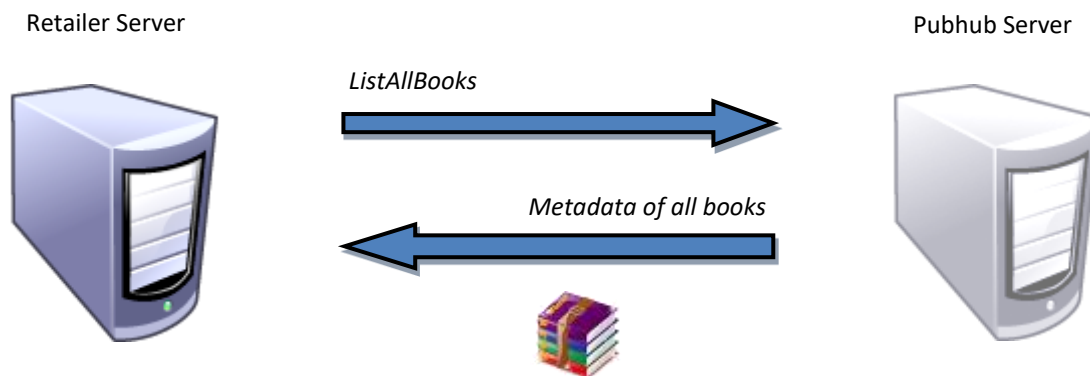 Retailer Server
Pubhub Server
ListAllBooks
Metadata of all books